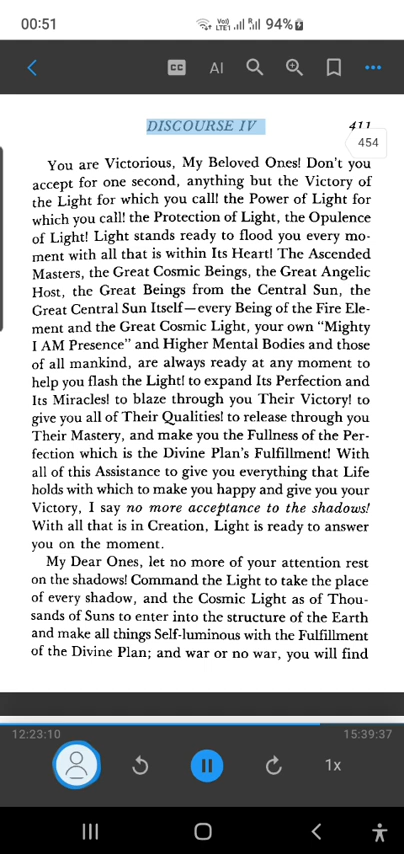 00:51
Vo)) LTE1 R 94%
CC AI
DISCOURSE IV 411
454
You are Victorious, My Beloved Ones! Don't you
accept for one second, anything but the Victory of
the Light for which you call! the Power of Light for
which you call! the Protection of Light, the Opulence
of Light! Light stands ready to flood you every mo-
ment with all that is within Its Heart! The Ascended
Masters, the Great Cosmic Beings, the Great Angelic
Host, the Great Beings from the Central Sun, the
Great Central Sun Itself—every Being of the Fire Ele-
ment and the Great Cosmic Light, your own "Mighty
I AM Presence" and Higher Mental Bodies and those
of all mankind, are always ready at any moment to
help you flash the Light! to expand Its Perfection and
Its Miracles! to blaze through you Their Victory! to
give you all of Their Qualities! to release through you
Their Mastery, and make you the Fullness of the Per-
fection which is the Divine Plan's Fulfillment! With
all of this Assistance to give you everything that Life
holds with which to make you happy and give you your
Victory, I say no more acceptance to the shadows!
With all that is in Creation, Light is ready to answer
you on the moment.
My Dear Ones, let no more of your attention rest
on the shadows! Command the Light to take the place
of every shadow, and the Cosmic Light as of Thou-
sands of Suns to enter into the structure of the Earth
and make all things Self-luminous with the Fulfillment
of the Divine Plan; and war or no war, you will find
12:23:10 15:39:37
1x